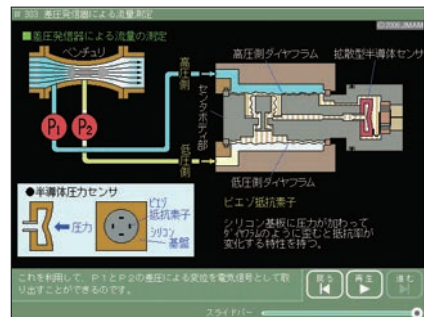 303 差圧発信器による流量測定
©2006 JMAM
■差圧発信器による流量の測定
ベンチュリ
高圧側ダイヤフラム
拡散型半導体センサ
高圧側
P1
P2
センタボディ部
低圧側
低圧側ダイヤフラム
●半導体圧力センサ
ピエゾ
抵抗素子
圧力
シリコン
基盤
ピエゾ抵抗素子
シリコン基板に圧力が加わって
ダイヤフラムのように歪むと抵抗率が
変化する特性を持つ。
これを利用して、P1とP2の差圧による変位を電気信号として取
り出すことができるのです。
戻る
再生
進む
スライドバー